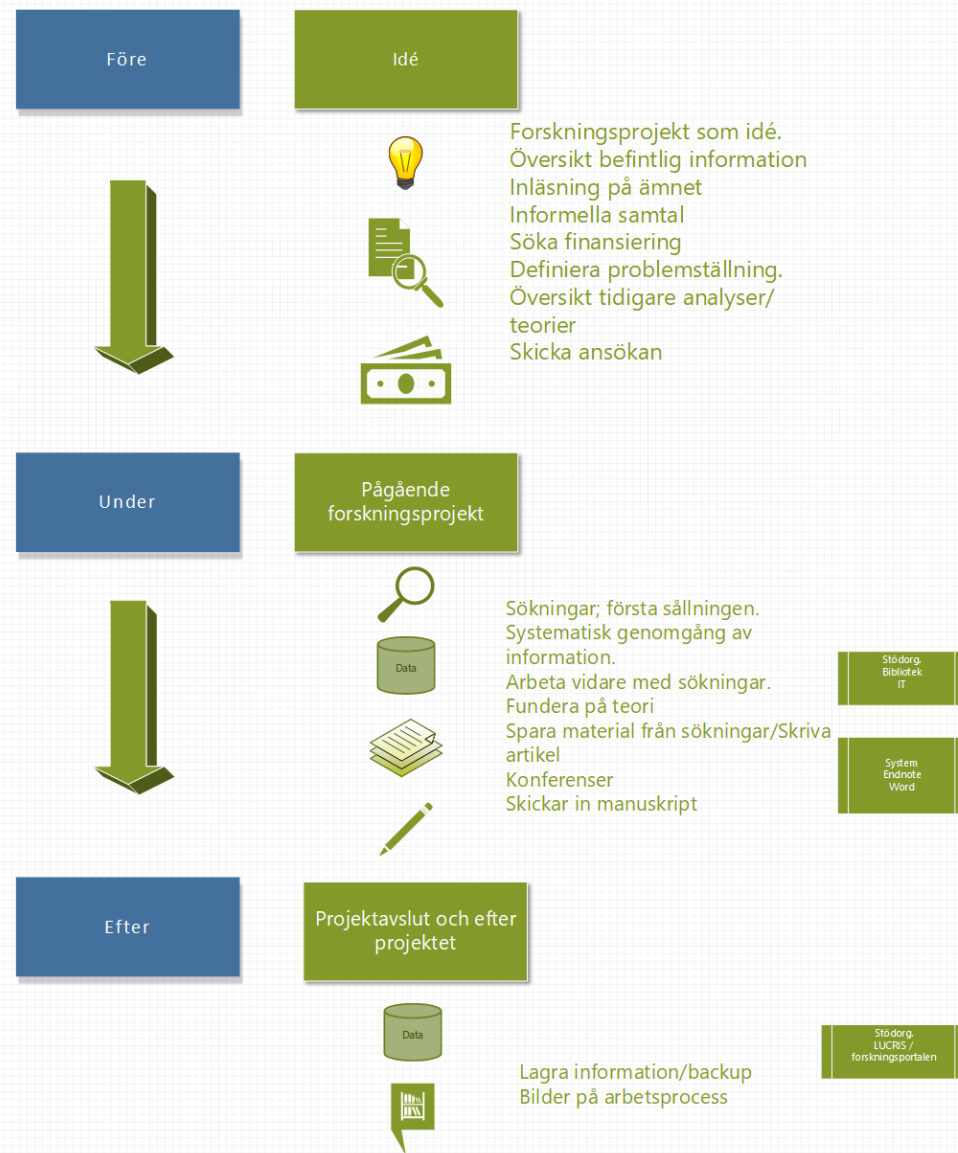 Före
Idé
Forskningsprojekt som idé.
Översikt befintlig information
Inläsning på ämnet
Informella samtal
Söka finansiering
Definiera problemställning.
Översikt tidigare analyser/
teorier
Skicka ansökan
Under
Pågående
forskningsprojekt
Data
Sökningar; första sållningen.
Systematisk genomgång av
information.
Arbeta vidare med sökningar.
Fundera på teori
Spara material från sökningar/Skriva
artikel
Konferenser
Skickar in manuskript
Stödorg.
Bibliotek
IT
System
Endnote
Word
Efter
Projektavslut och efter
projektet
Data
Lagra information/backup
Bilder på arbetsprocess
Stödorg.
LUCRIS /
forskningsportalen